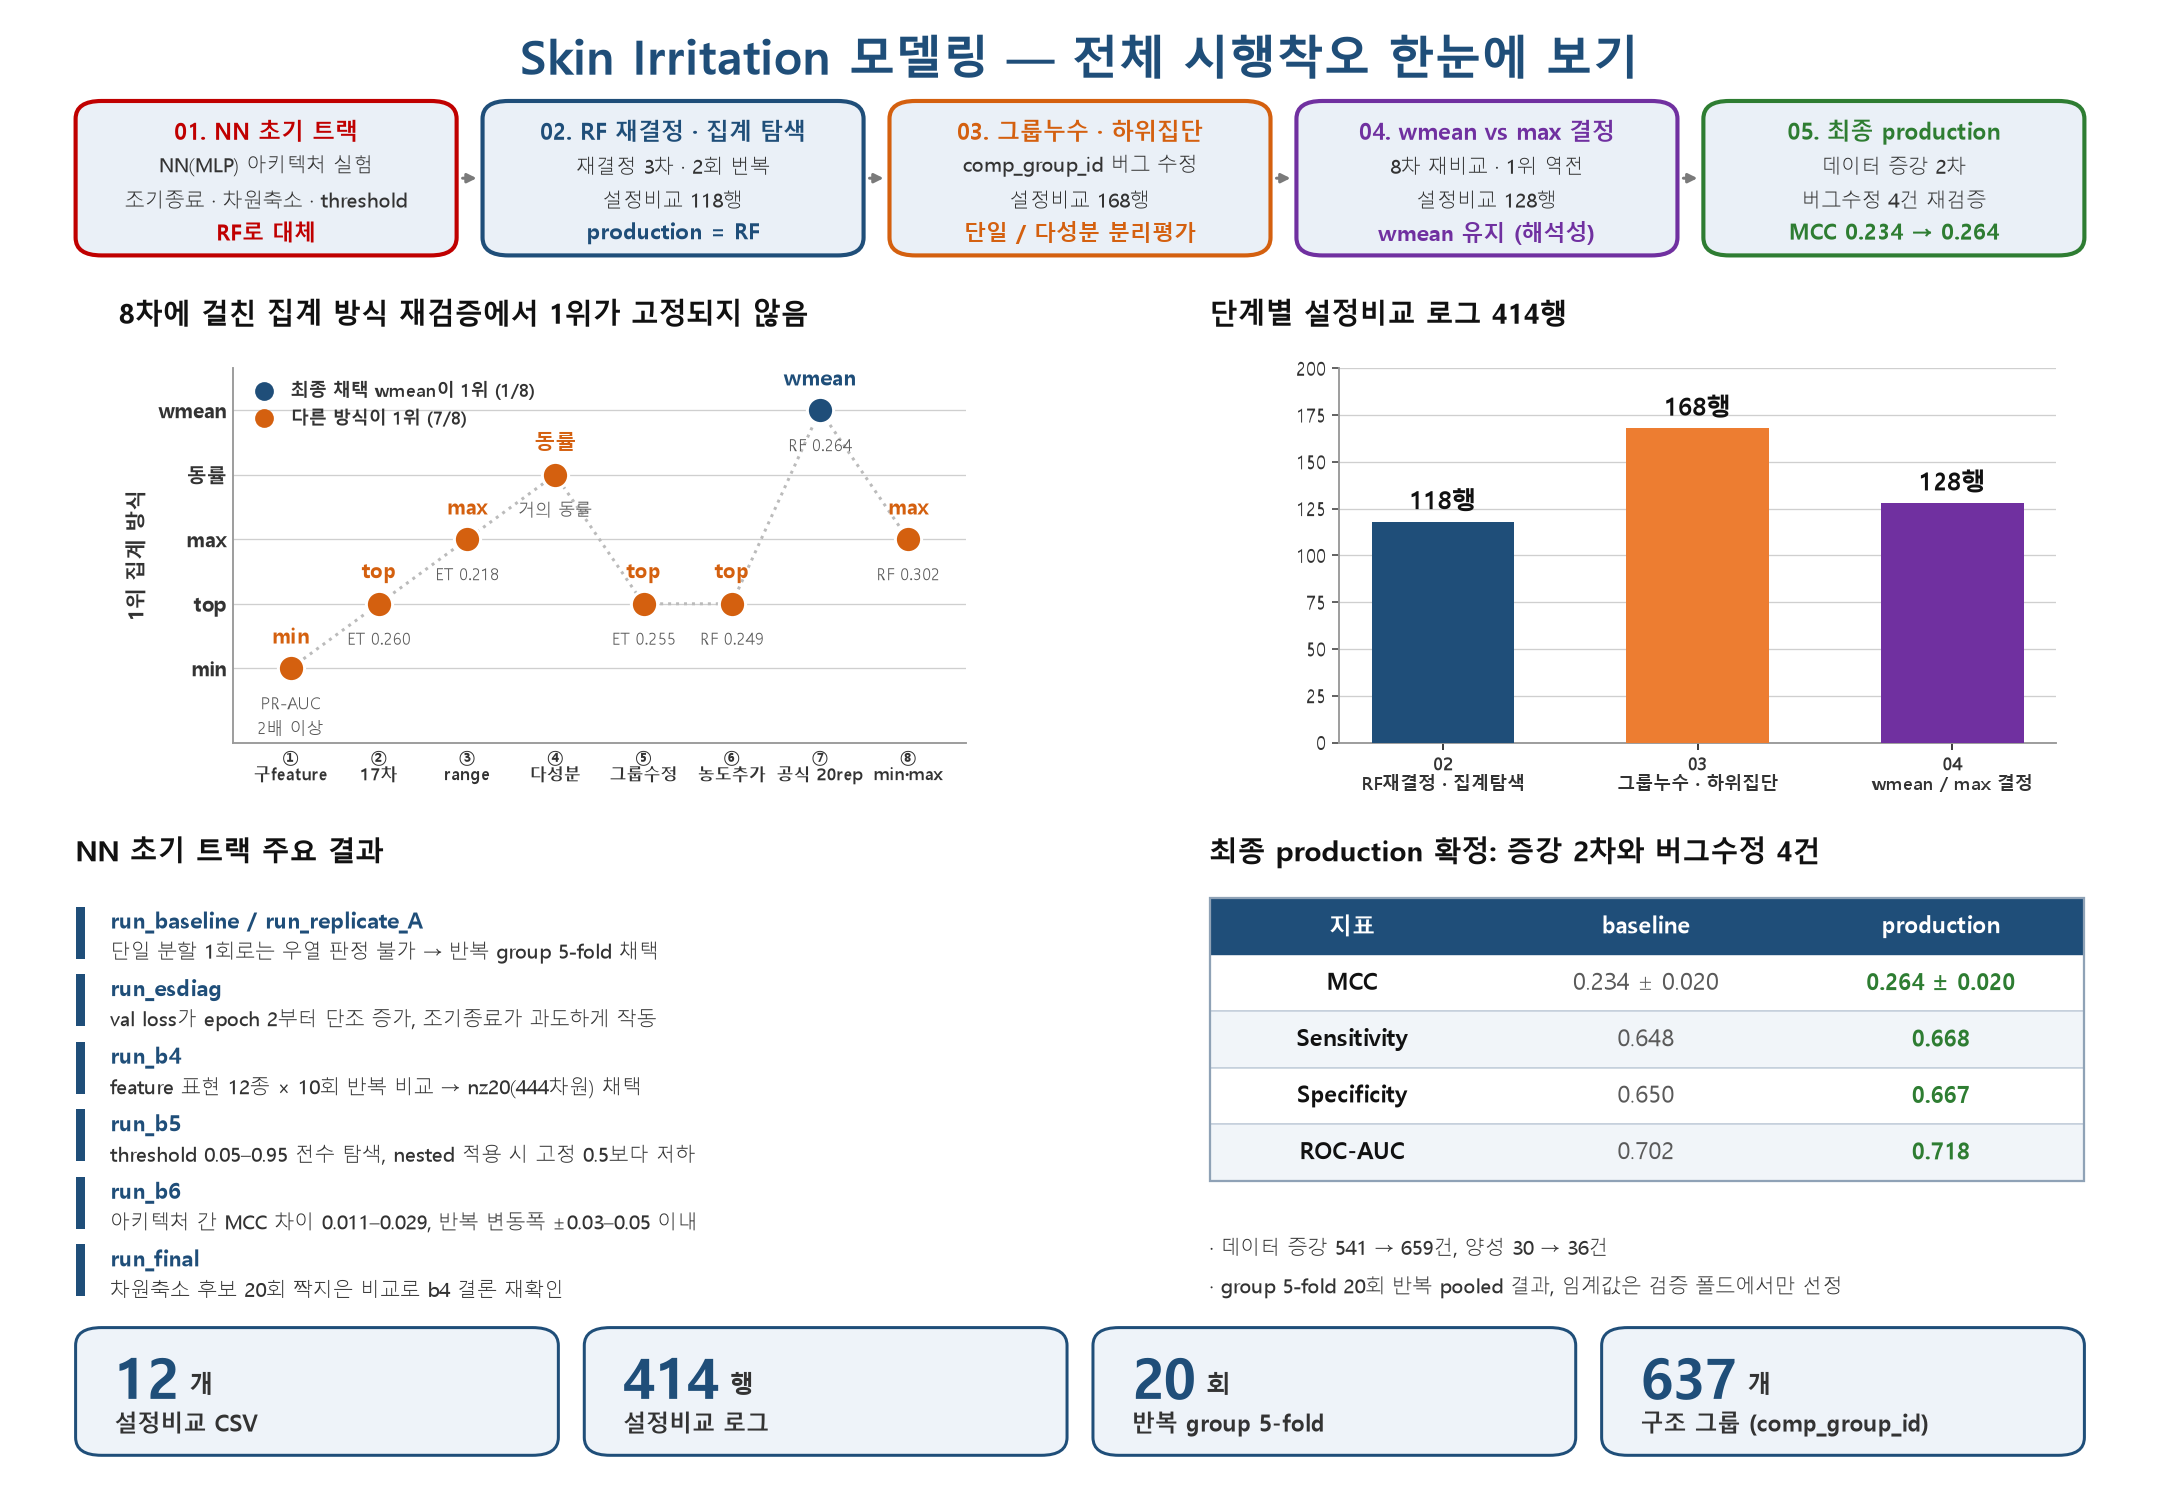 Skin Irritation 모델링 — 전체 시행착오 한눈에 보기
01. NN 초기 트랙
NN(MLP) 아키텍처 실험
조기종료 · 차원축소 · threshold
RF로 대체
02. RF 재결정 · 집계 탐색
재결정 3차 · 2회 번복
설정비교 118행
production = RF
03. 그룹누수 · 하위집단
comp_group_id 버그 수정
설정비교 168행
단일 / 다성분 분리평가
04. wmean vs max 결정
8차 재비교 · 1위 역전
설정비교 128행
wmean 유지 (해석성)
05. 최종 production
데이터 증강 2차
버그수정 4건 재검증
MCC 0.234 → 0.264
8차에 걸친 집계 방식 재검증에서 1위가 고정되지 않음
최종 채택 wmean이 1위 (1/8)
다른 방식이 1위 (7/8)
1위 집계 방식
wmean
동률
max
top
min
min
PR-AUC
2배 이상
top
ET 0.260
max
ET 0.218
동률
거의 동률
top
ET 0.255
top
RF 0.249
wmean
RF 0.264
max
RF 0.302
① ② ③ ④ ⑤ ⑥ ⑦ ⑧
구feature 17차 range 다성분 그룹수정 농도추가 공식 20rep min·max
단계별 설정비교 로그 414행
200
175
150
125
100
75
50
25
0
118행
168행
128행
02
RF재결정 · 집계탐색
03
그룹누수 · 하위집단
04
wmean / max 결정
NN 초기 트랙 주요 결과
run_baseline / run_replicate_A
단일 분할 1회로는 우열 판정 불가 → 반복 group 5-fold 채택
run_esdiag
val loss가 epoch 2부터 단조 증가, 조기종료가 과도하게 작동
run_b4
feature 표현 12종 × 10회 반복 비교 → nz20(444차원) 채택
run_b5
threshold 0.05–0.95 전수 탐색, nested 적용 시 고정 0.5보다 저하
run_b6
아키텍처 간 MCC 차이 0.011–0.029, 반복 변동폭 ±0.03–0.05 이내
run_final
차원축소 후보 20회 짝지은 비교로 b4 결론 재확인
최종 production 확정: 증강 2차와 버그수정 4건
지표 baseline production
MCC 0.234 ± 0.020 0.264 ± 0.020
Sensitivity 0.648 0.668
Specificity 0.650 0.667
ROC-AUC 0.702 0.718
· 데이터 증강 541 → 659건, 양성 30 → 36건
· group 5-fold 20회 반복 pooled 결과, 임계값은 검증 폴드에서만 선정
12 개
설정비교 CSV
414 행
설정비교 로그
20 회
반복 group 5-fold
637 개
구조 그룹 (comp_group_id)